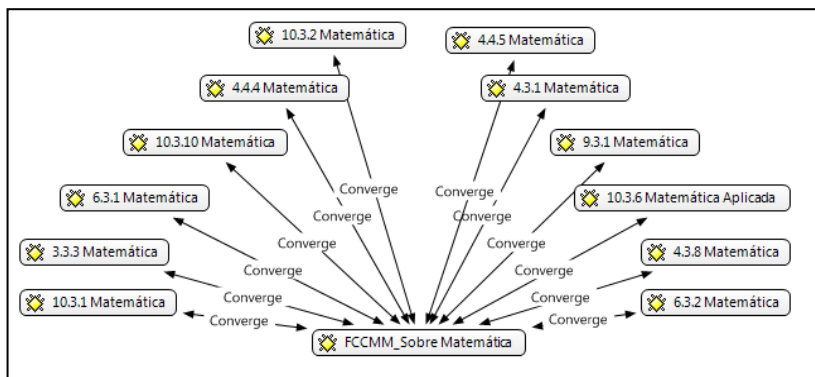 10.3.2 Matemática
4.4.5 Matemática
4.4.4 Matemática
4.3.1 Matemática
10.3.10 Matemática
9.3.1 Matemática
Converge
Converge
6.3.1 Matemática
10.3.6 Matemática Aplicada
Converge
Converge
Converge
Converge
3.3.3 Matemática
4.3.8 Matemática
Converge
Converge
10.3.1 Matemática
6.3.2 Matemática
Converge
Converge
Converge
Converge
FCCMM_Sobre Matemática